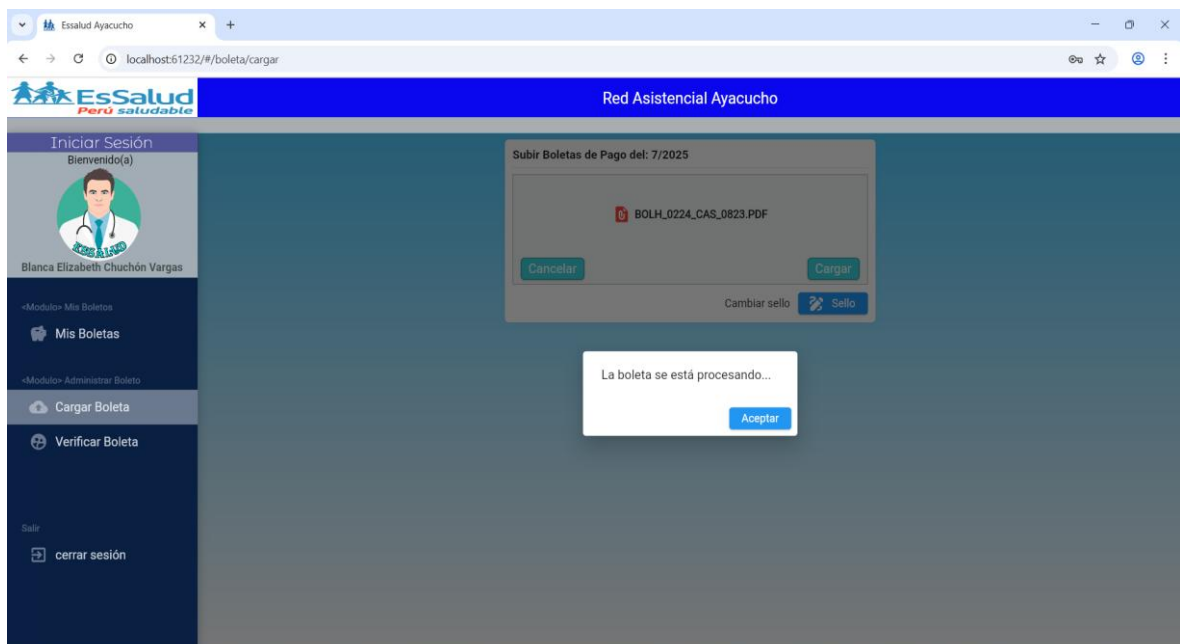 Essalud Ayacucho
localhost:61232/#/boleta/cargar
EsSalud
Perú saludable
Red Asistencial Ayacucho
Iniciar Sesión
Bienvenido(a)
ESSALUD
Blanca Elizabeth Chuchón Vargas
<Modulo> Mis Boletos
Mis Boletas
<Modulo> Administrar Boleto
Cargar Boleta
Verificar Boleta
Salir
cerrar sesión
Subir Boletas de Pago del: 7/2025
BOLH_0224_CAS_0823.PDF
Cancelar
Cargar
Cambiar sello
Sello
La boleta se está procesando...
Aceptar